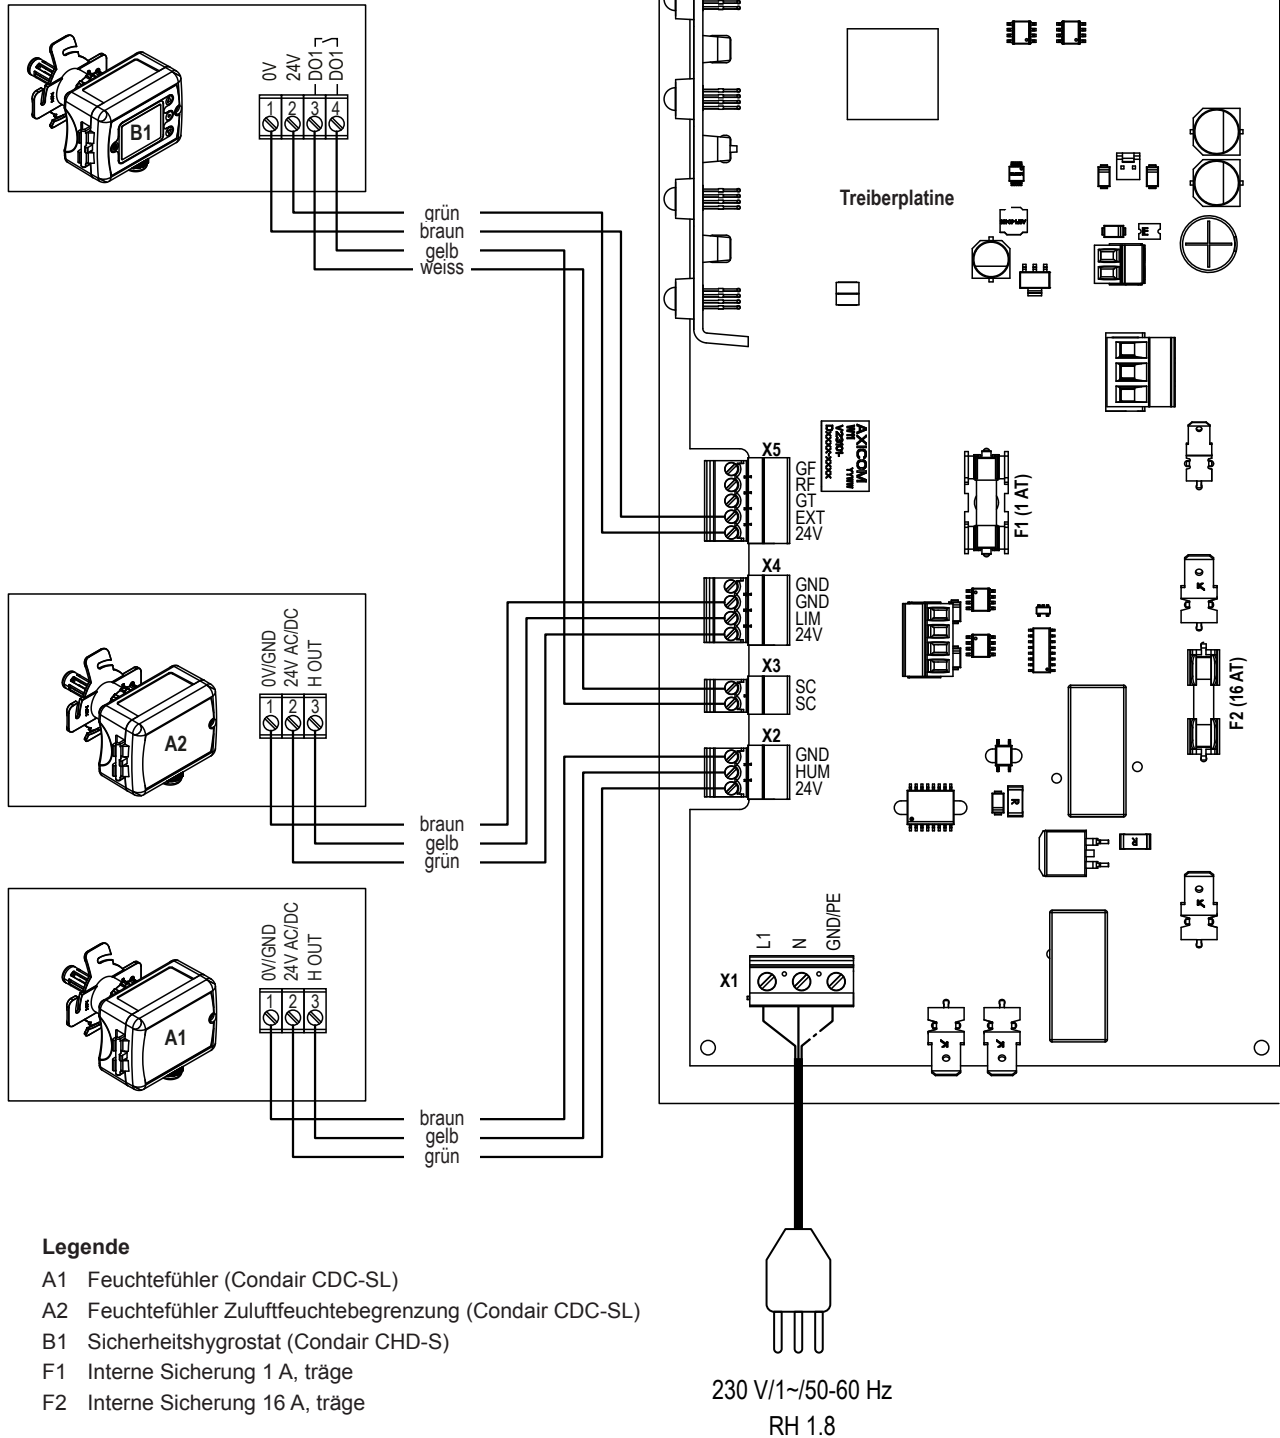 0V
24V
DO1
DO1
1 2 3 4
B1
grün
braun
gelb
weiss
Treiberplatine
AXICOM
WTI YYWW
V23101-
Dxxxx-xxxx
X5
GF
RF
GT
EXT
24V
F1 (1 AT)
X4
GND
GND
LIM
24V
0V/GND
24V AC/DC
H OUT
1 2 3
A2
X3
SC
SC
F2 (16 AT)
X2
GND
HUM
24V
braun
gelb
grün
0V/GND
24V AC/DC
H OUT
1 2 3
A1
L1
N
GND/PE
X1
braun
gelb
grün
Legende
A1 Feuchtefühler (Condair CDC-SL)
A2 Feuchtefühler Zuluftfeuchtebegrenzung (Condair CDC-SL)
B1 Sicherheitshygrostat (Condair CHD-S)
F1 Interne Sicherung 1 A, träge
F2 Interne Sicherung 16 A, träge
230 V/1~/50-60 Hz
RH 1.8